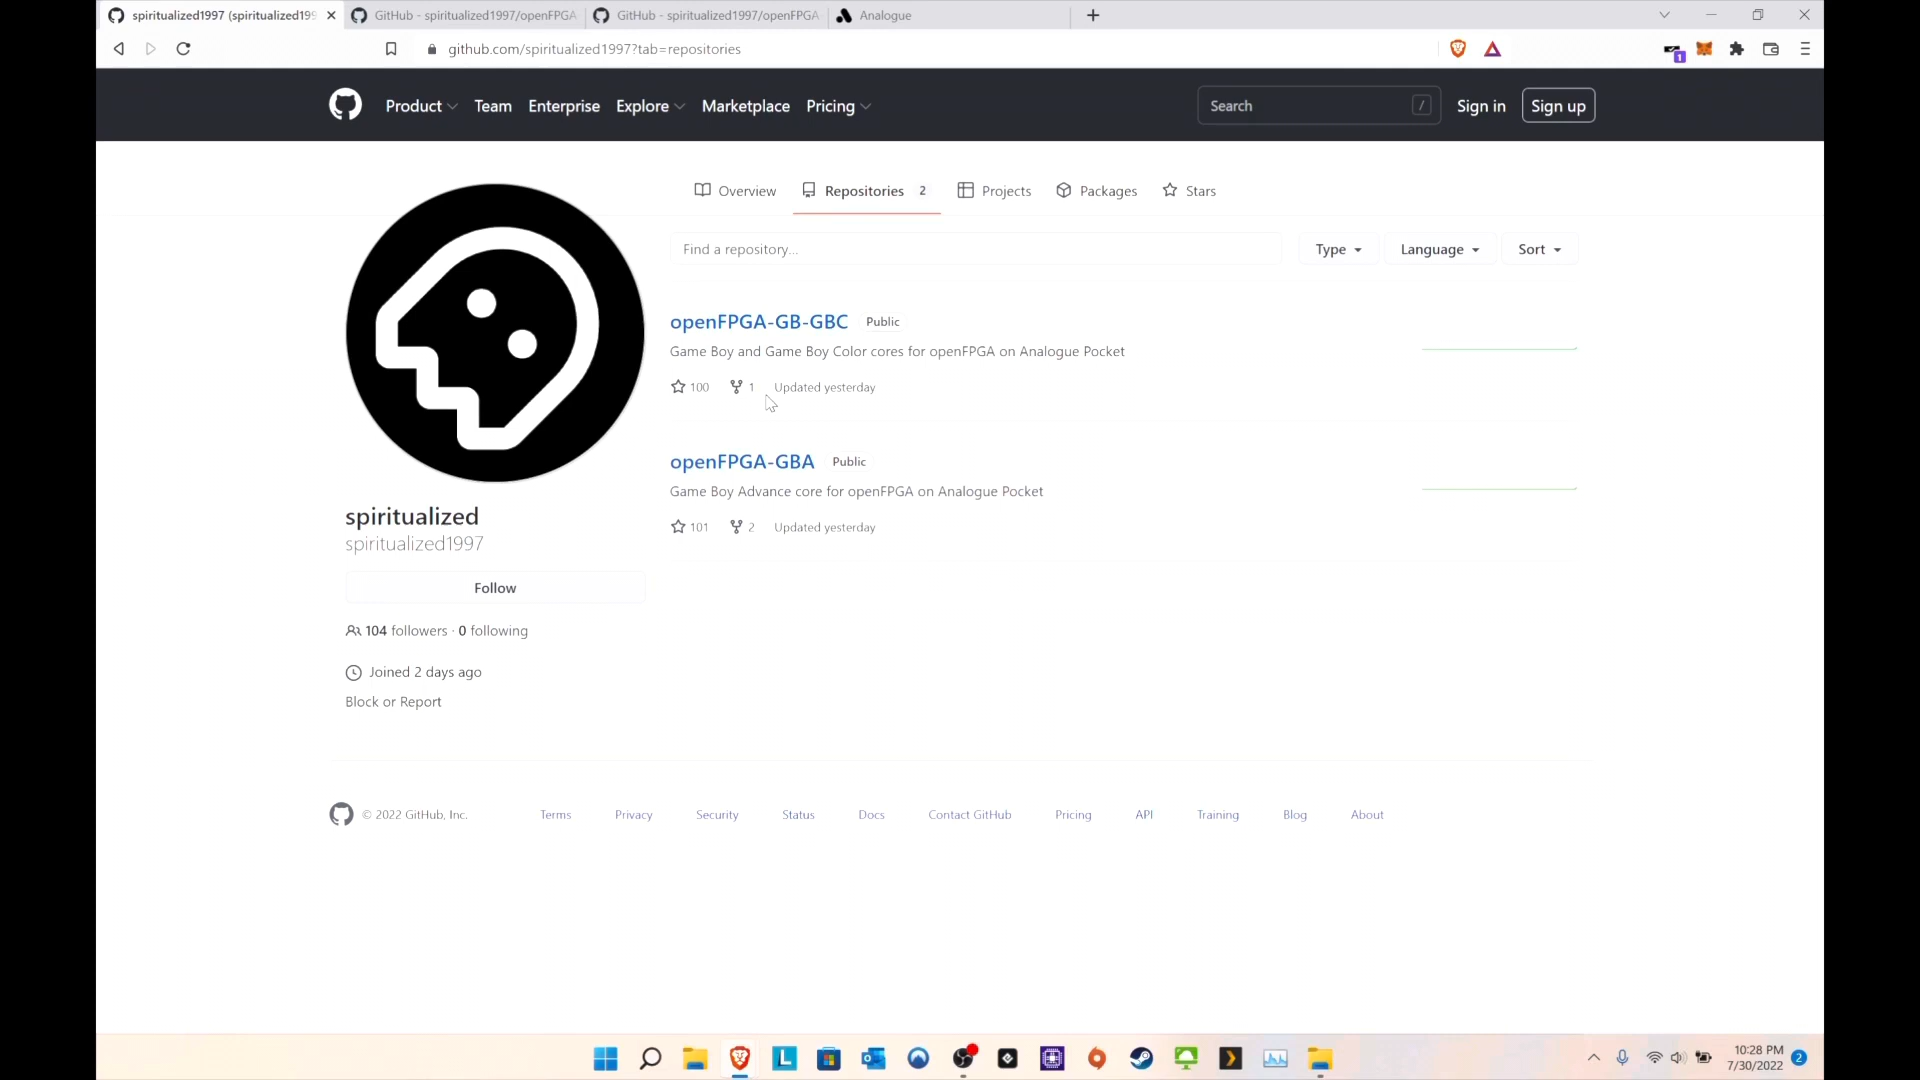 spiritualized1997 (spiritualized199
GitHub - spiritualized1997/openFPGA
GitHub - spiritualized1997/openFPGA
Analogue
github.com/spiritualized1997?tab=repositories
1
Product
Team
Enterprise
Explore
Marketplace
Pricing
Search
/
Sign in
Sign up
Overview
Repositories 2
Projects
Packages
Stars
Find a repository...
Type
Language
Sort
openFPGA-GB-GBC Public
Game Boy and Game Boy Color cores for openFPGA on Analogue Pocket
100 1 Updated yesterday
openFPGA-GBA Public
Game Boy Advance core for openFPGA on Analogue Pocket
101 2 Updated yesterday
spiritualized
spiritualized1997
Follow
104 followers · 0 following
Joined 2 days ago
Block or Report
© 2022 GitHub, Inc.
Terms
Privacy
Security
Status
Docs
Contact GitHub
Pricing
API
Training
Blog
About
L
10:28 PM
7/30/2022
2